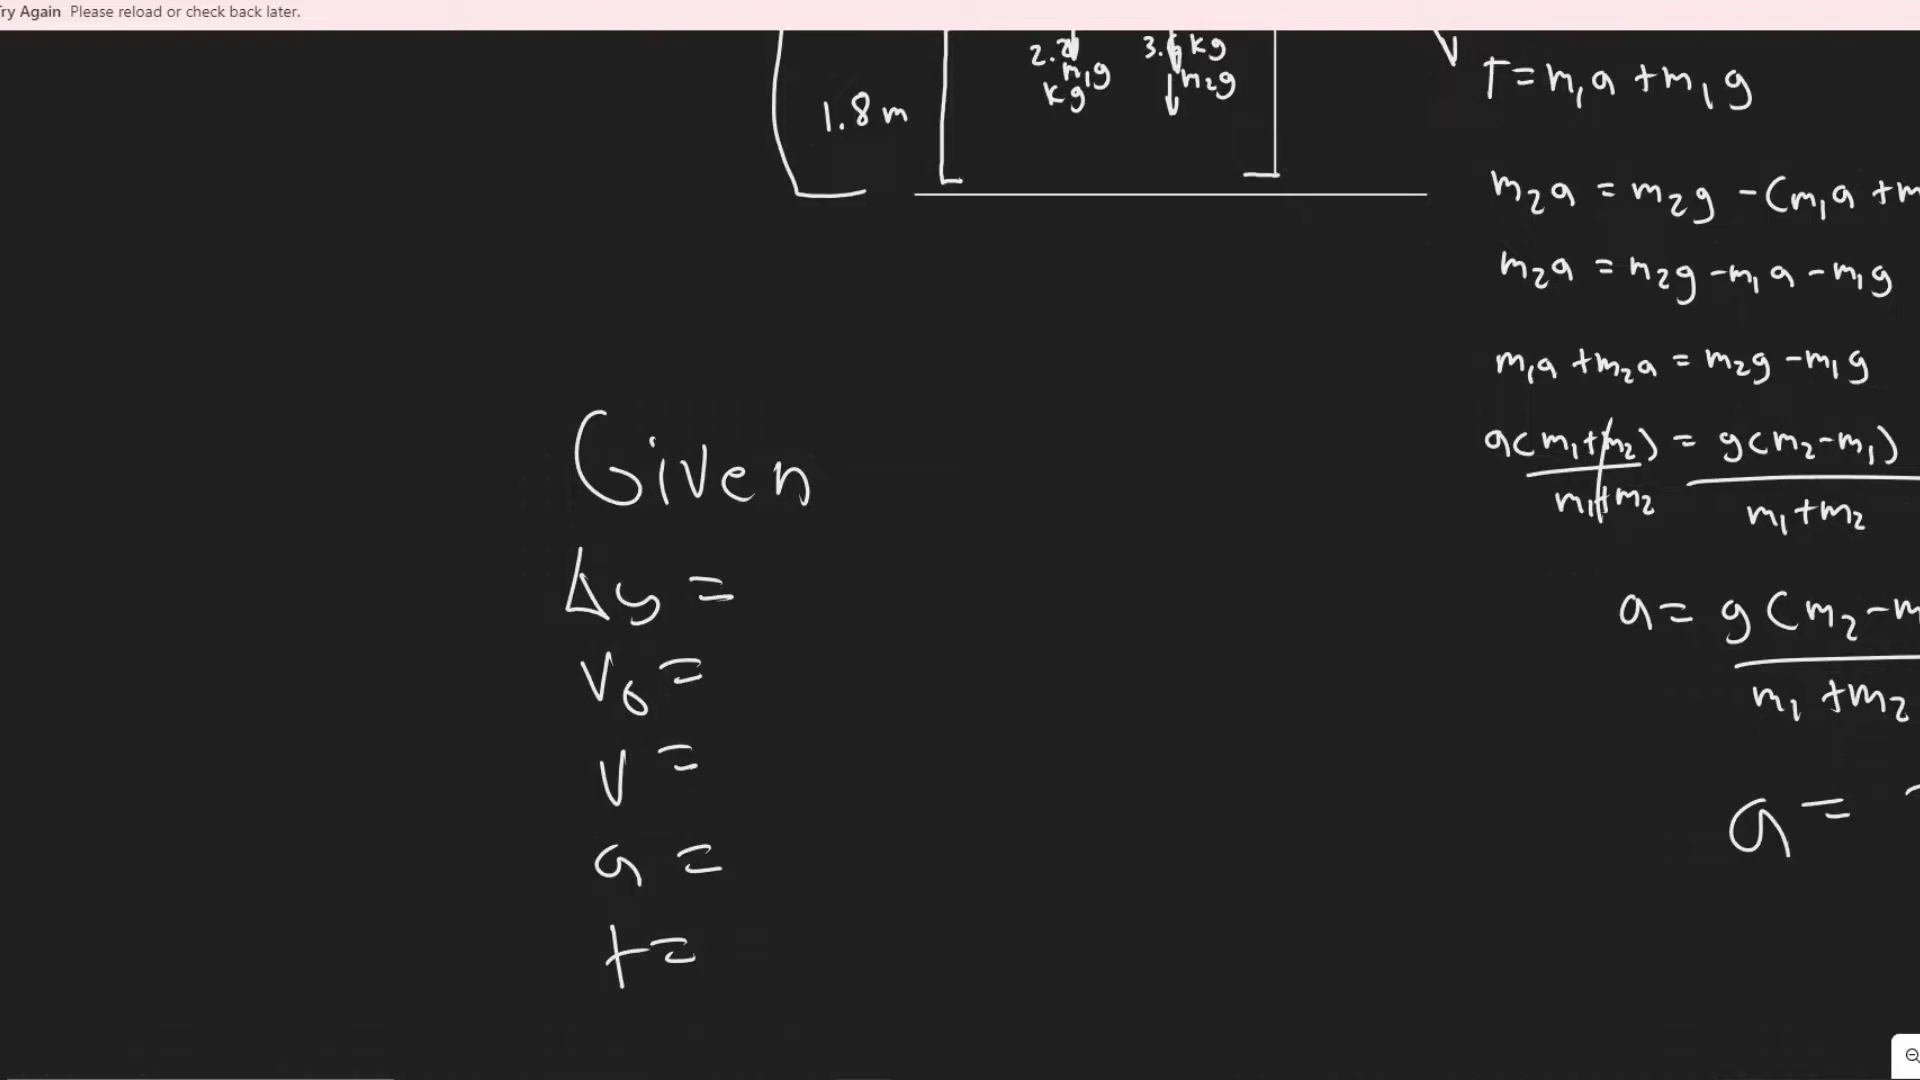 ry Again Please reload or check back later.
2.2 3. kg
m₁g m₂g
kg
1.8 m
T = m₁a + m₁g
m₂a = m₂g - (m₁a + m
m₂a = m₂g - m₁a - m₁g
m₁a + m₂a = m₂g - m₁g
a(m₁+m₂) = g(m₂-m₁)
m₁+m₂ m₁+m₂
a = g(m₂-m
m₁ + m₂
a =
Given
Δy =
v₀ =
v =
a =
t =